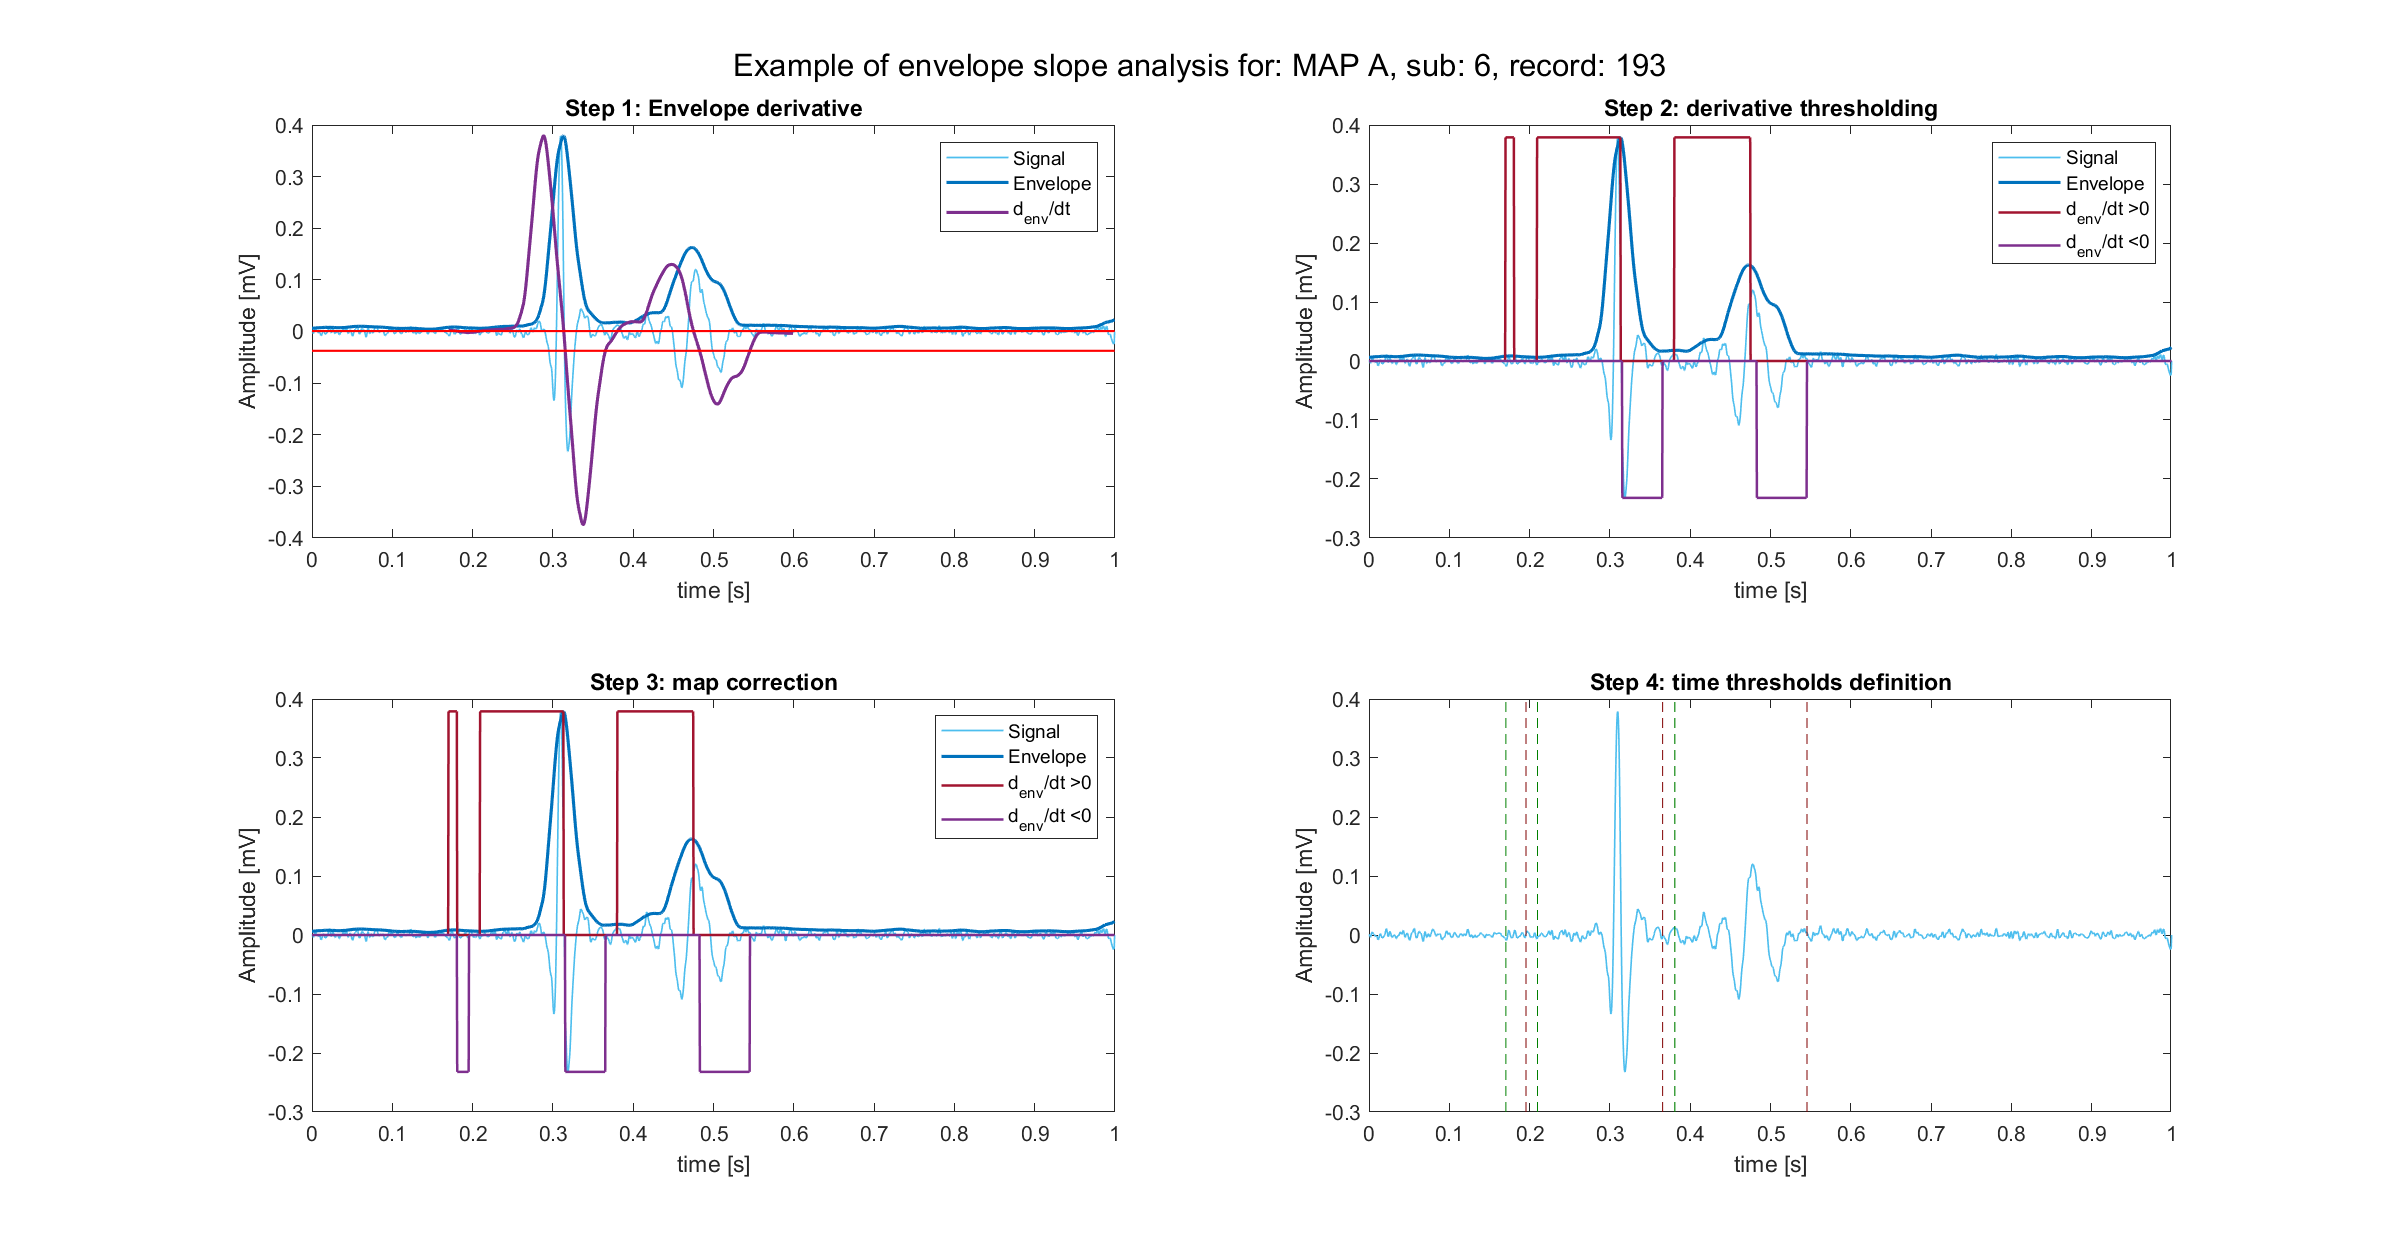 Example of envelope slope analysis for: MAP A, sub: 6, record: 193
Step 1: Envelope derivative
0.4
0.3
0.2
0.1
0
-0.1
-0.2
-0.3
-0.4
Amplitude [mV]
0 0.1 0.2 0.3 0.4 0.5 0.6 0.7 0.8 0.9 1
time [s]
Signal
Envelope
d_env/dt
Step 2: derivative thresholding
0.4
0.3
0.2
0.1
0
-0.1
-0.2
-0.3
Amplitude [mV]
0 0.1 0.2 0.3 0.4 0.5 0.6 0.7 0.8 0.9 1
time [s]
Signal
Envelope
d_env/dt >0
d_env/dt <0
Step 3: map correction
0.4
0.3
0.2
0.1
0
-0.1
-0.2
-0.3
Amplitude [mV]
0 0.1 0.2 0.3 0.4 0.5 0.6 0.7 0.8 0.9 1
time [s]
Signal
Envelope
d_env/dt >0
d_env/dt <0
Step 4: time thresholds definition
0.4
0.3
0.2
0.1
0
-0.1
-0.2
-0.3
Amplitude [mV]
0 0.1 0.2 0.3 0.4 0.5 0.6 0.7 0.8 0.9 1
time [s]